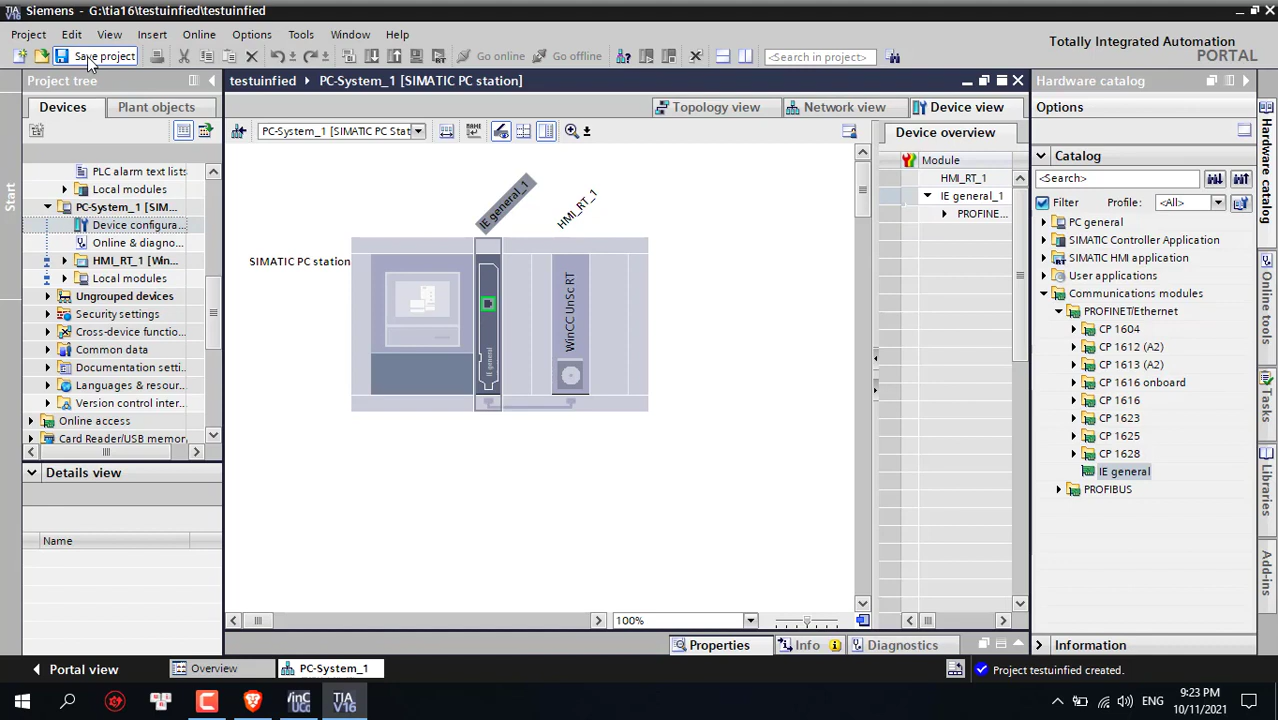 Siemens - G:\tia16\testuinfied\testuinfied
Project Edit View Insert Online Options Tools Window Help
Totally Integrated Automation
PORTAL
Save project
Go online
Go offline
<Search in project>
Project tree
testuinfied
PC-System_1 [SIMATIC PC station]
Hardware catalog
Devices
Plant objects
Topology view
Network view
Device view
Options
PC-System_1 [SIMATIC PC Stat
100%
Device overview
Module
HMI_RT_1
IE general_1
PROFINE...
Catalog
<Search>
Filter
Profile:
<All>
PC general
SIMATIC Controller Application
SIMATIC HMI application
User applications
Communications modules
PROFINET/Ethernet
CP 1604
CP 1612 (A2)
CP 1613 (A2)
CP 1616 onboard
CP 1616
CP 1623
CP 1625
CP 1628
IE general
PROFIBUS
Information
PLC alarm text lists
Local modules
PC-System_1 [SIM...
Device configura...
Online & diagno...
HMI_RT_1 [Win...
Local modules
Ungrouped devices
Security settings
Cross-device functio...
Common data
Documentation setti...
Languages & resourc...
Version control inter...
Online access
Card Reader/USB memor
Details view
Name
IE general_1
HMI_RT_1
SIMATIC PC station
IE general
WinCC UnSc RT
Start
Hardware catalog
Online tools
Tasks
Libraries
Add-ins
Properties
Info
Diagnostics
Portal view
Overview
PC-System_1
Project testuinfied created.
TIA
V16
ENG
9:23 PM
10/11/2021